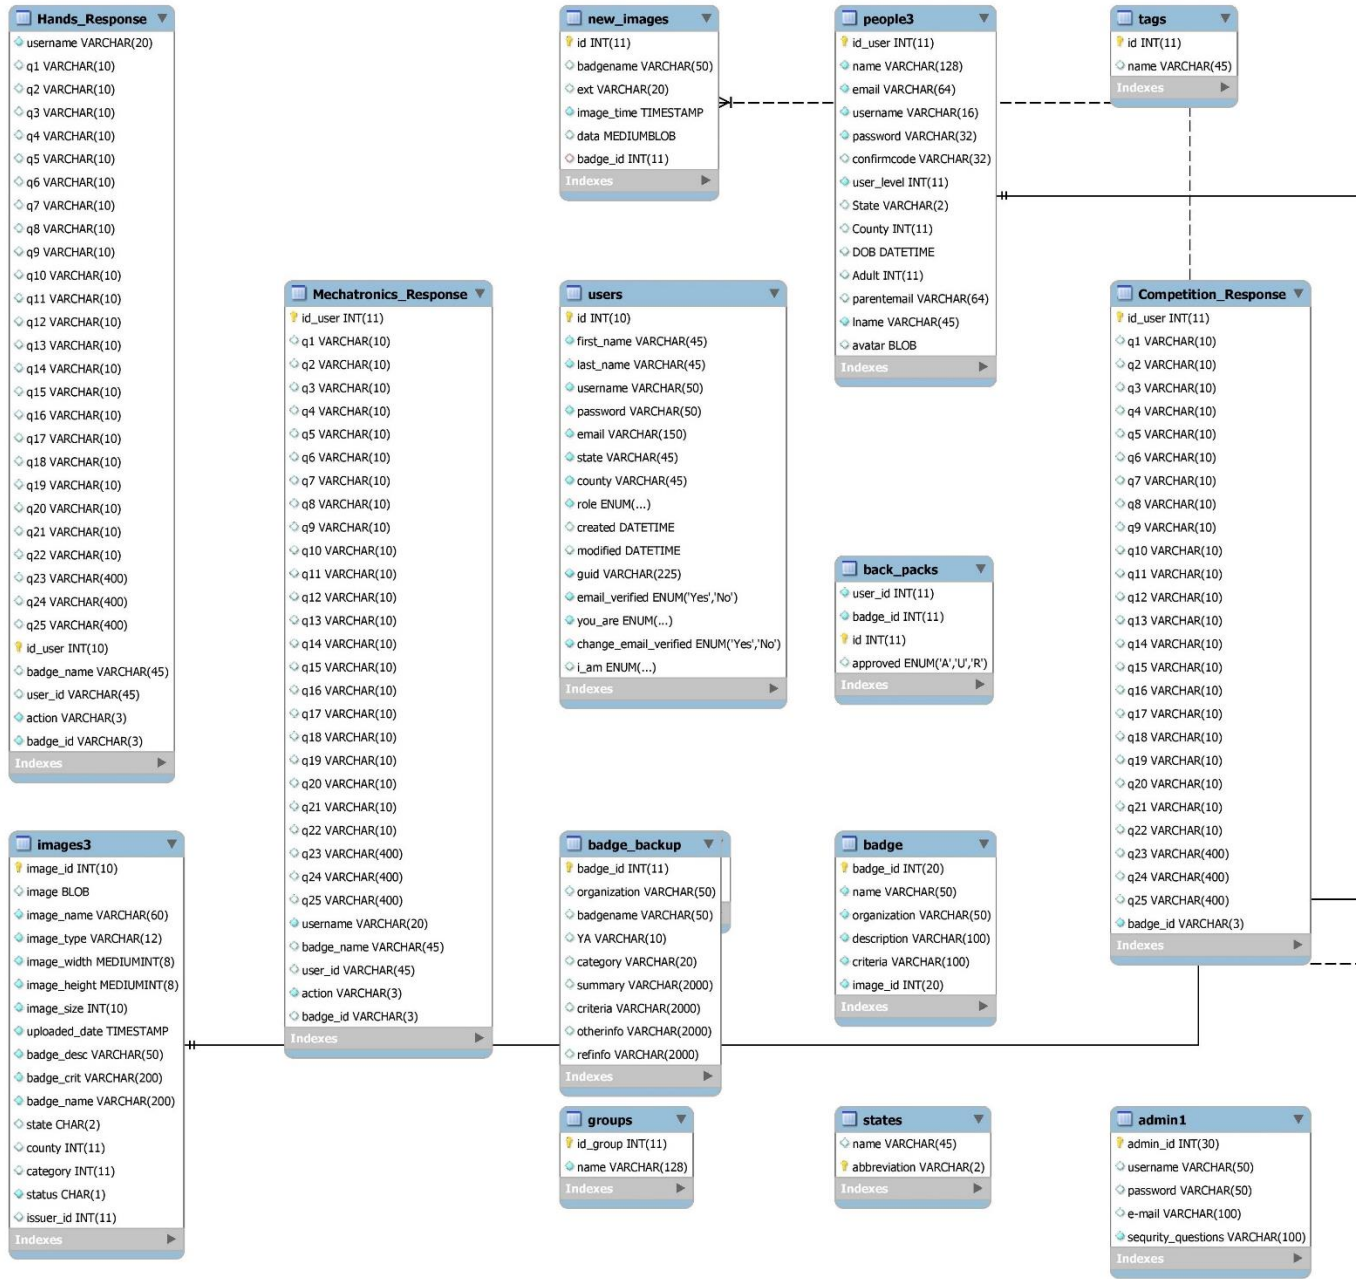 Hands_Response
username VARCHAR(20)
q1 VARCHAR(10)
q2 VARCHAR(10)
q3 VARCHAR(10)
q4 VARCHAR(10)
q5 VARCHAR(10)
q6 VARCHAR(10)
q7 VARCHAR(10)
q8 VARCHAR(10)
q9 VARCHAR(10)
q10 VARCHAR(10)
q11 VARCHAR(10)
q12 VARCHAR(10)
q13 VARCHAR(10)
q14 VARCHAR(10)
q15 VARCHAR(10)
q16 VARCHAR(10)
q17 VARCHAR(10)
q18 VARCHAR(10)
q19 VARCHAR(10)
q20 VARCHAR(10)
q21 VARCHAR(10)
q22 VARCHAR(10)
q23 VARCHAR(400)
q24 VARCHAR(400)
q25 VARCHAR(400)
id_user INT(10)
badge_name VARCHAR(45)
user_id VARCHAR(45)
action VARCHAR(3)
badge_id VARCHAR(3)
Indexes
images3
image_id INT(10)
image BLOB
image_name VARCHAR(60)
image_type VARCHAR(12)
image_width MEDIUMINT(8)
image_height MEDIUMINT(8)
image_size INT(10)
uploaded_date TIMESTAMP
badge_desc VARCHAR(50)
badge_crit VARCHAR(200)
badge_name VARCHAR(200)
state CHAR(2)
county INT(11)
category INT(11)
status CHAR(1)
issuer_id INT(11)
Indexes
Mechatronics_Response
id_user INT(11)
q1 VARCHAR(10)
q2 VARCHAR(10)
q3 VARCHAR(10)
q4 VARCHAR(10)
q5 VARCHAR(10)
q6 VARCHAR(10)
q7 VARCHAR(10)
q8 VARCHAR(10)
q9 VARCHAR(10)
q10 VARCHAR(10)
q11 VARCHAR(10)
q12 VARCHAR(10)
q13 VARCHAR(10)
q14 VARCHAR(10)
q15 VARCHAR(10)
q16 VARCHAR(10)
q17 VARCHAR(10)
q18 VARCHAR(10)
q19 VARCHAR(10)
q20 VARCHAR(10)
q21 VARCHAR(10)
q22 VARCHAR(10)
q23 VARCHAR(400)
q24 VARCHAR(400)
q25 VARCHAR(400)
username VARCHAR(20)
badge_name VARCHAR(45)
user_id VARCHAR(45)
action VARCHAR(3)
badge_id VARCHAR(3)
Indexes
new_images
id INT(11)
badgename VARCHAR(50)
ext VARCHAR(20)
image_time TIMESTAMP
data MEDIUMBLOB
badge_id INT(11)
Indexes
users
id INT(10)
first_name VARCHAR(45)
last_name VARCHAR(45)
username VARCHAR(50)
password VARCHAR(50)
email VARCHAR(150)
state VARCHAR(45)
county VARCHAR(45)
role ENUM(...)
created DATETIME
modified DATETIME
guid VARCHAR(225)
email_verified ENUM('Yes','No')
you_are ENUM(...)
change_email_verified ENUM('Yes','No')
i_am ENUM(...)
Indexes
badge_backup
badge_id INT(11)
organization VARCHAR(50)
badgename VARCHAR(50)
YA VARCHAR(10)
category VARCHAR(20)
summary VARCHAR(2000)
criteria VARCHAR(2000)
otherinfo VARCHAR(2000)
refinfo VARCHAR(2000)
Indexes
groups
id_group INT(11)
name VARCHAR(128)
Indexes
people3
id_user INT(11)
name VARCHAR(128)
email VARCHAR(64)
username VARCHAR(16)
password VARCHAR(32)
confirmcode VARCHAR(32)
user_level INT(11)
State VARCHAR(2)
County INT(11)
DOB DATETIME
Adult INT(11)
parentemail VARCHAR(64)
lname VARCHAR(45)
avatar BLOB
Indexes
back_packs
user_id INT(11)
badge_id INT(11)
id INT(11)
approved ENUM('A','U','R')
Indexes
badge
badge_id INT(20)
name VARCHAR(50)
organization VARCHAR(50)
description VARCHAR(100)
criteria VARCHAR(100)
image_id INT(20)
Indexes
states
name VARCHAR(45)
abbreviation VARCHAR(2)
Indexes
tags
id INT(11)
name VARCHAR(45)
Indexes
Competition_Response
id_user INT(11)
q1 VARCHAR(10)
q2 VARCHAR(10)
q3 VARCHAR(10)
q4 VARCHAR(10)
q5 VARCHAR(10)
q6 VARCHAR(10)
q7 VARCHAR(10)
q8 VARCHAR(10)
q9 VARCHAR(10)
q10 VARCHAR(10)
q11 VARCHAR(10)
q12 VARCHAR(10)
q13 VARCHAR(10)
q14 VARCHAR(10)
q15 VARCHAR(10)
q16 VARCHAR(10)
q17 VARCHAR(10)
q18 VARCHAR(10)
q19 VARCHAR(10)
q20 VARCHAR(10)
q21 VARCHAR(10)
q22 VARCHAR(10)
q23 VARCHAR(400)
q24 VARCHAR(400)
q25 VARCHAR(400)
badge_id VARCHAR(3)
Indexes
admin1
admin_id INT(30)
username VARCHAR(50)
password VARCHAR(50)
e-mail VARCHAR(100)
sequrity_questions VARCHAR(100)
Indexes